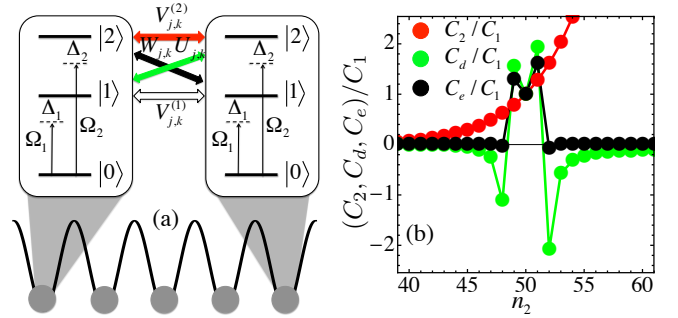 V_{j,k}^{(2)}
|2⟩ W_{j,k} U_{j,k} |2⟩
Δ_2 Δ_2
|1⟩ |1⟩
Δ_1 V_{j,k}^{(1)} Δ_1
Ω_1 Ω_2 Ω_1 Ω_2
|0⟩ |0⟩
(a)
(C_2, C_d, C_e)/C_1
C_2/C_1
C_d/C_1
C_e/C_1
2
1
0
-1
-2
(b)
40 45 50 55 60
n_2